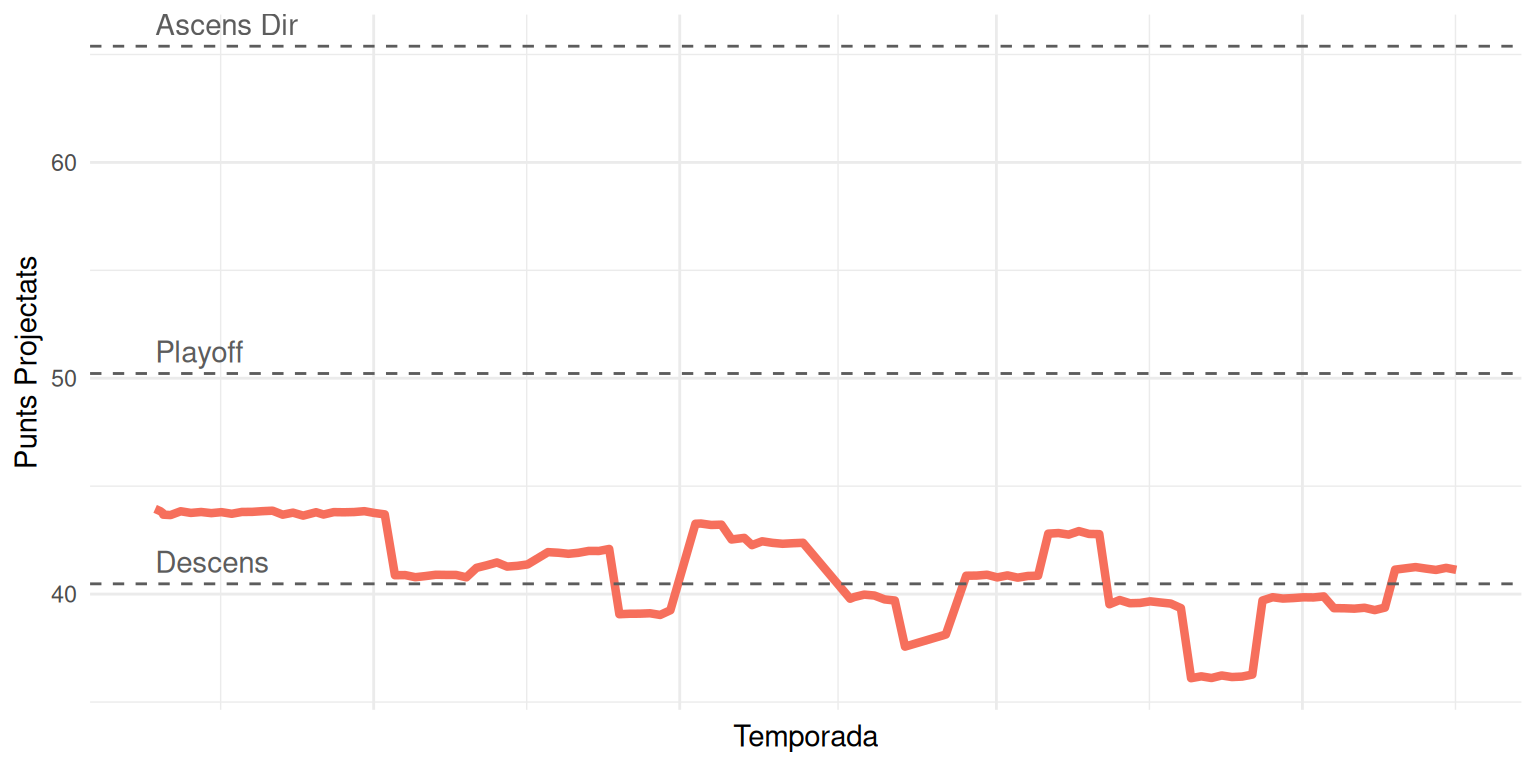 Ascens Dir
60
Playoff
50
Descens
40
Punts Projectats
Temporada